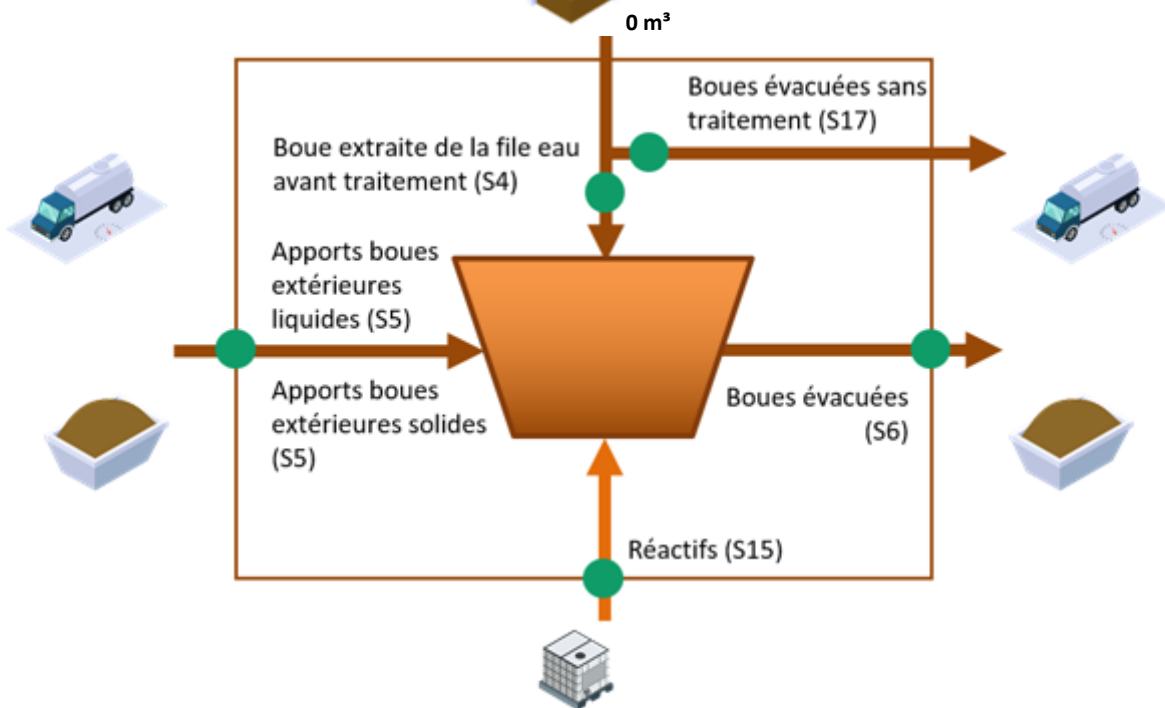 0 m³
Boues évacuées sans
traitement (S17)
Boue extraite de la file eau
avant traitement (S4)
Apports boues
extérieures
liquides (S5)
Apports boues
extérieures solides
(S5)
Boues évacuées
(S6)
Réactifs (S15)